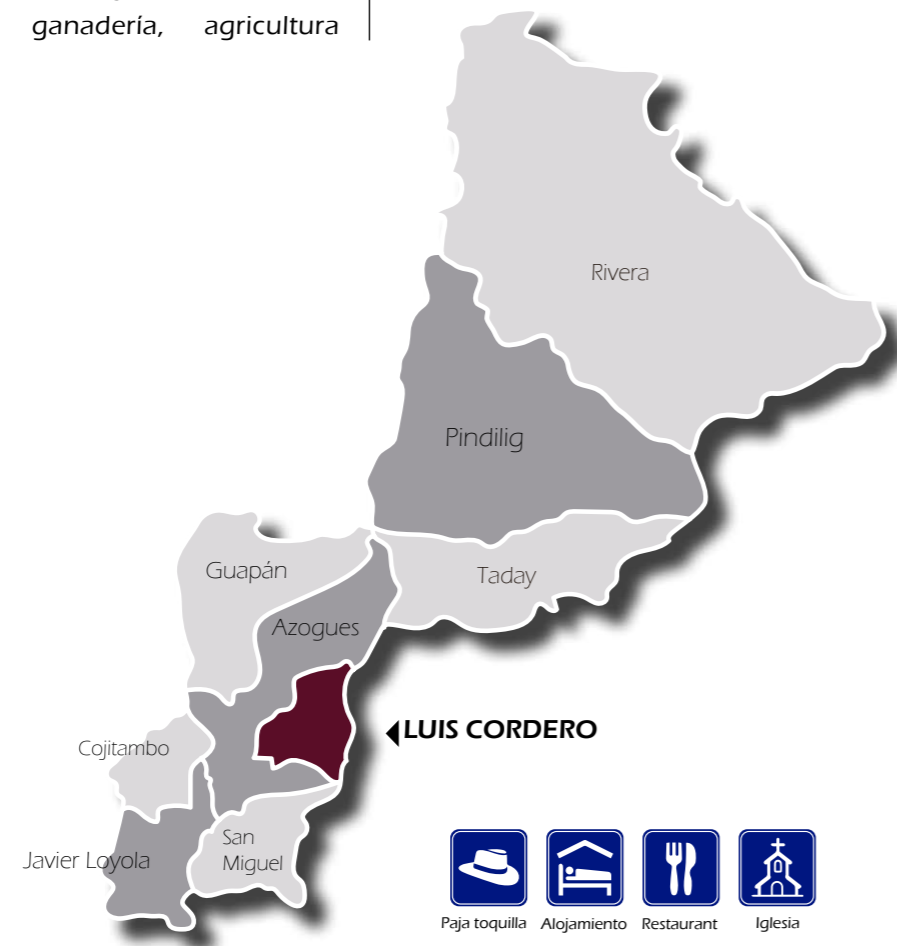 ganadería, agricultura
Rivera
Pindilig
Guapán
Taday
Azogues
LUIS CORDERO
Cojitambo
San
Miguel
Javier Loyola
Paja toquilla Alojamiento Restaurant Iglesia